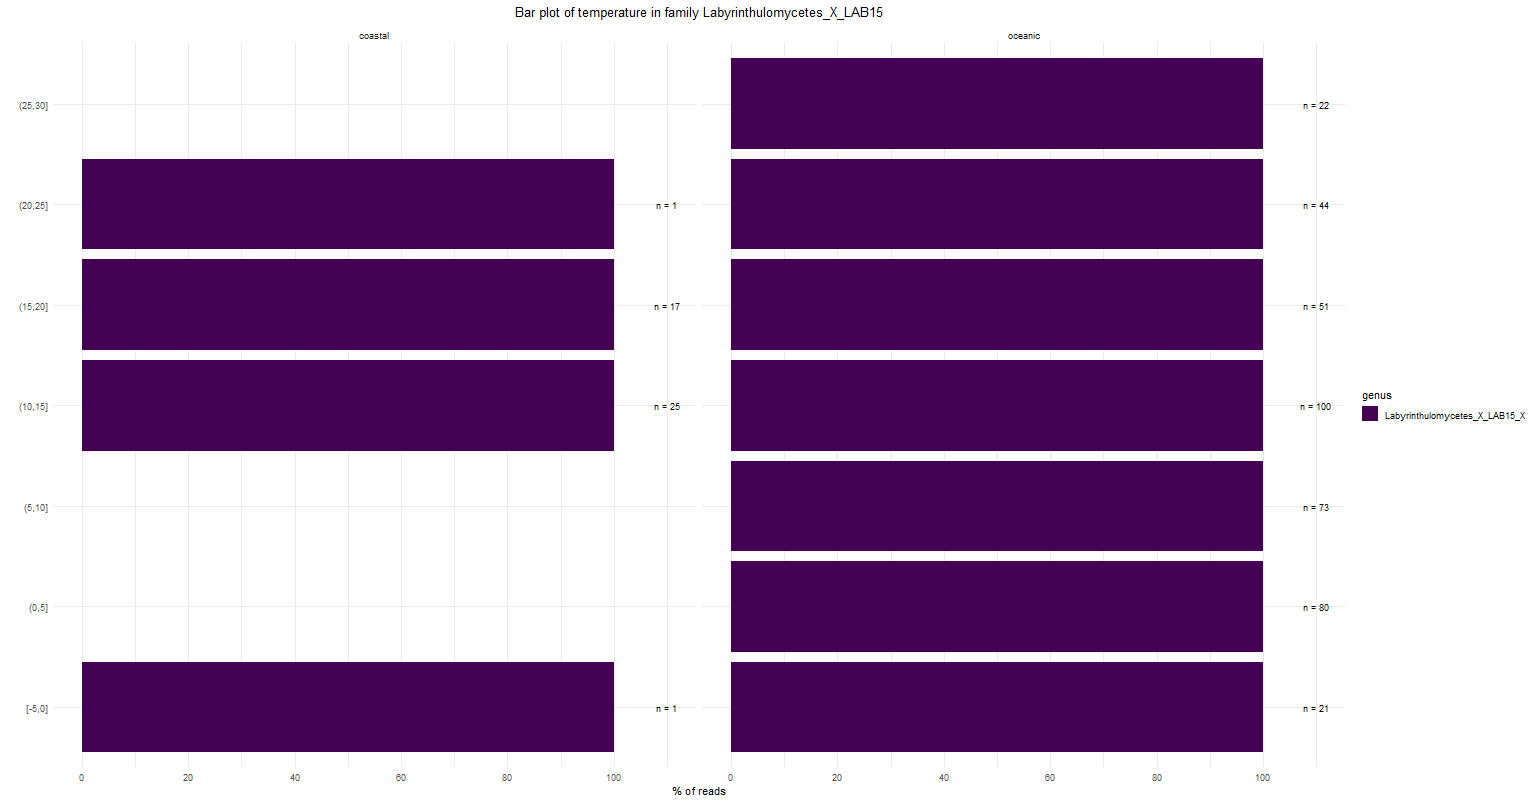 Bar plot of temperature in family Labyrinthulomycetes_X_LAB15
coastal
oceanic
(25,30]
n = 22
(20,25]
n = 1
n = 44
(15,20]
n = 17
n = 51
(10,15]
n = 25
n = 100
(5,10]
n = 73
(0,5]
n = 80
[-5,0]
n = 1
n = 21
genus
Labyrinthulomycetes_X_LAB15_X
0 20 40 60 80 100
0 20 40 60 80 100
% of reads